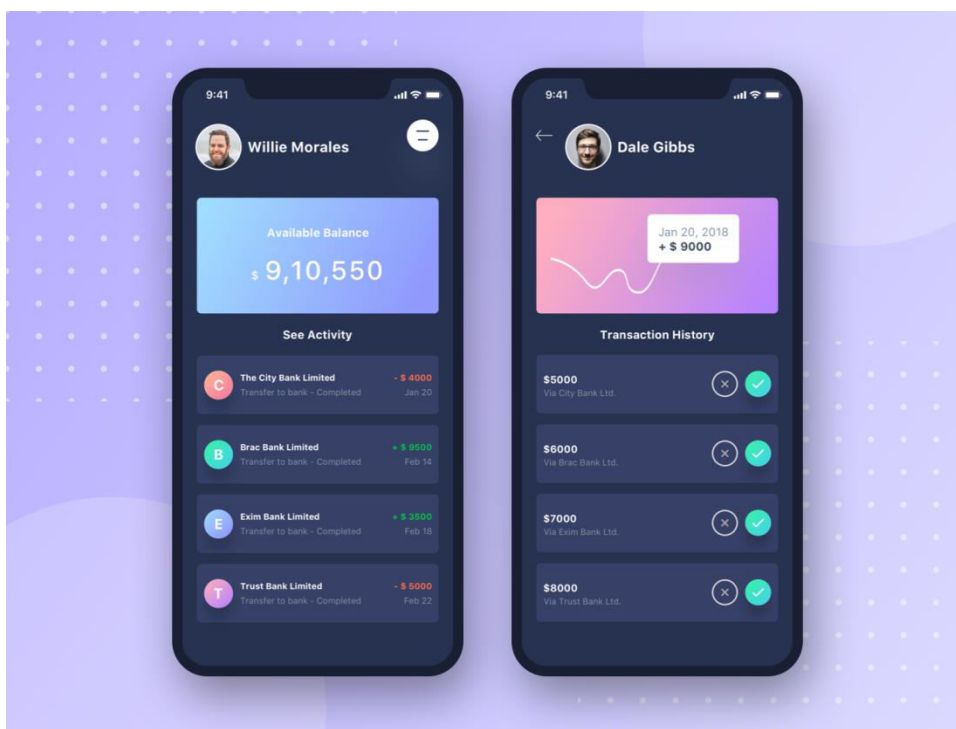 9:41
Willie Morales
Available Balance
$ 9,10,550
See Activity
C
The City Bank Limited
- $ 4000
Transfer to bank - Completed
Jan 20
B
Brac Bank Limited
+ $ 9500
Transfer to bank - Completed
Feb 14
E
Exim Bank Limited
+ $ 3500
Transfer to bank - Completed
Feb 18
T
Trust Bank Limited
- $ 5000
Transfer to bank - Completed
Feb 22
9:41
Dale Gibbs
Jan 20, 2018
+ $ 9000
Transaction History
$5000
Via City Bank Ltd.
$6000
Via Brac Bank Ltd.
$7000
Via Exim Bank Ltd.
$8000
Via Trust Bank Ltd.